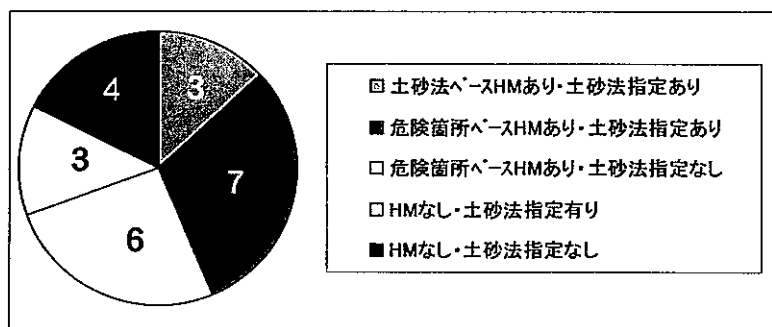 3
7
6
3
4
土砂法ベースHMあり・土砂法指定あり
危険箇所ベースHMあり・土砂法指定あり
危険箇所ベースHMあり・土砂法指定なし
HMなし・土砂法指定有り
HMなし・土砂法指定なし